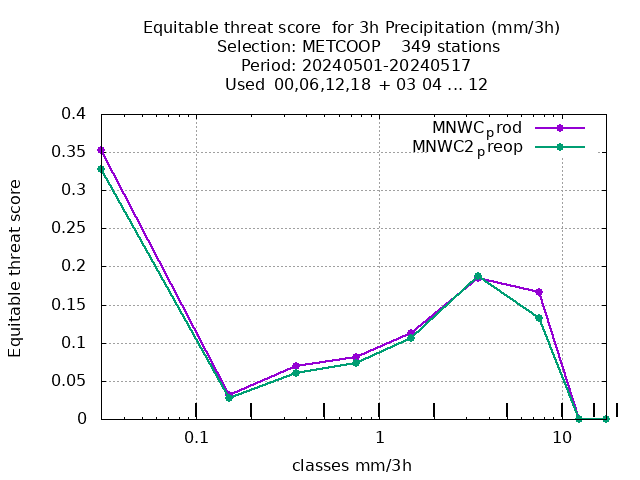 Equitable threat score  for 3h Precipitation (mm/3h)
Selection: METCOOP    349 stations
Period: 20240501-20240517
Used  00,06,12,18 + 03 04 ... 12
MNWCprod
MNWC2preop
0.4
0.35
0.3
0.25
0.2
0.15
0.1
0.05
0
Equitable threat score
0.1 1 10
classes mm/3h